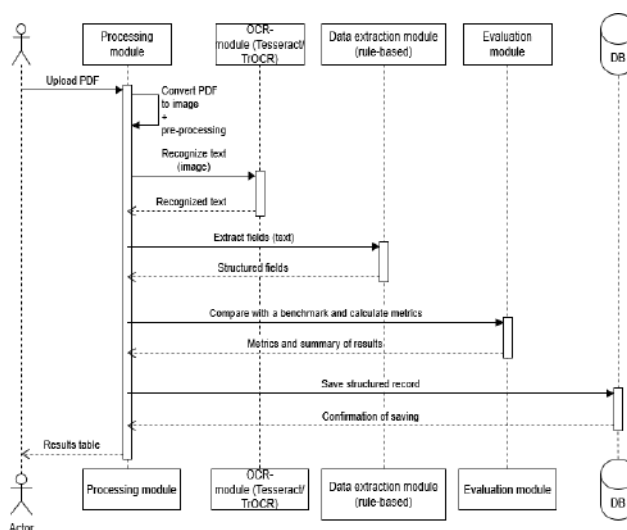 Processing
module
OCR-
module (Tesseract/
TrOCR)
Data extraction module
(rule-based)
Evaluation
module
DB
Upload PDF
Convert PDF
to image
+
pre-processing
Recognize text
(image)
Recognized text
Extract fields (text)
Structured fields
Compare with a benchmark and calculate metrics
Metrics and summary of results
Save structured record
Confirmation of saving
Results table
Processing module
OCR-
module (Tesseract/
TrOCR)
Data extraction module
(rule-based)
Evaluation module
DB
Actor